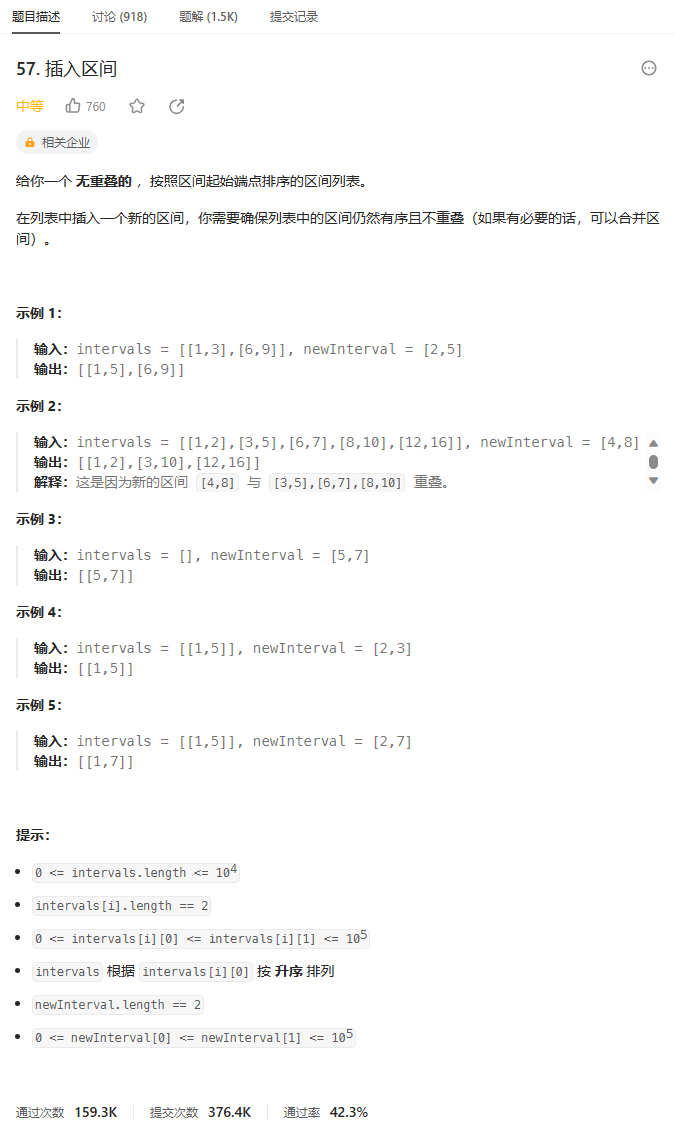 题目描述 讨论 (918) 题解 (1.5K) 提交记录
57. 插入区间
中等 760
相关企业
给你一个 无重叠的 ，按照区间起始端点排序的区间列表。
在列表中插入一个新的区间，你需要确保列表中的区间仍然有序且不重叠（如果有必要的话，可以合并区
间）。
示例 1：
输入：intervals = [[1,3],[6,9]], newInterval = [2,5]
输出：[[1,5],[6,9]]
示例 2：
输入：intervals = [[1,2],[3,5],[6,7],[8,10],[12,16]], newInterval = [4,8]
输出：[[1,2],[3,10],[12,16]]
解释：这是因为新的区间 [4,8] 与 [3,5],[6,7],[8,10] 重叠。
示例 3：
输入：intervals = [], newInterval = [5,7]
输出：[[5,7]]
示例 4：
输入：intervals = [[1,5]], newInterval = [2,3]
输出：[[1,5]]
示例 5：
输入：intervals = [[1,5]], newInterval = [2,7]
输出：[[1,7]]
提示：
• 0 <= intervals.length <= 10⁴
• intervals[i].length == 2
• 0 <= intervals[i][0] <= intervals[i][1] <= 10⁵
• intervals 根据 intervals[i][0] 按 升序 排列
• newInterval.length == 2
• 0 <= newInterval[0] <= newInterval[1] <= 10⁵
通过次数 159.3K 提交次数 376.4K 通过率 42.3%